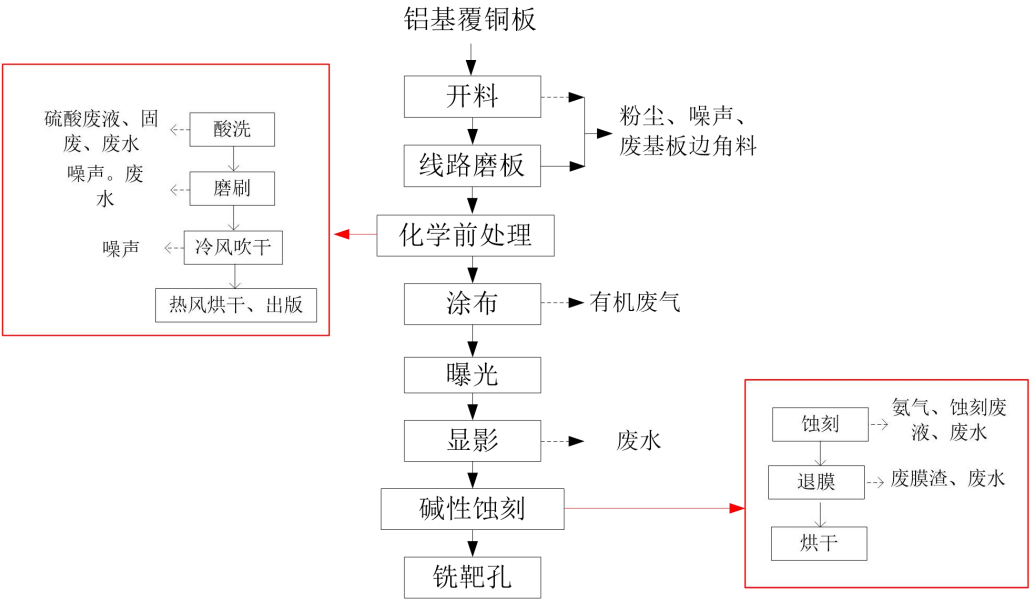 铝基覆铜板
开料
粉尘、噪声、
废基板边角料
线路磨板
化学前处理
硫酸废液、固
废、废水
酸洗
噪声。废
水
磨刷
噪声
冷风吹干
热风烘干、出版
涂布
有机废气
曝光
显影
废水
碱性蚀刻
蚀刻
氨气、蚀刻废
液、废水
退膜
废膜渣、废水
烘干
铣靶孔